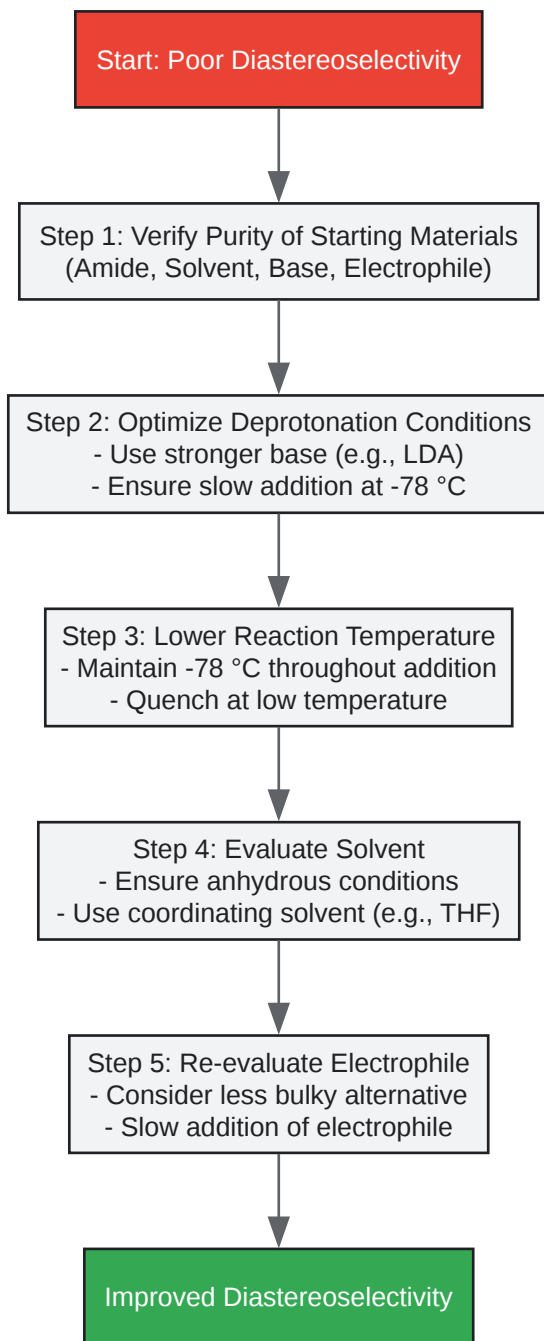 Start: Poor Diastereoselectivity
Step 1: Verify Purity of Starting Materials
(Amide, Solvent, Base, Electrophile)
Step 2: Optimize Deprotonation Conditions
- Use stronger base (e.g., LDA)
- Ensure slow addition at -78 °C
Step 3: Lower Reaction Temperature
- Maintain -78 °C throughout addition
- Quench at low temperature
Step 4: Evaluate Solvent
- Ensure anhydrous conditions
- Use coordinating solvent (e.g., THF)
Step 5: Re-evaluate Electrophile
- Consider less bulky alternative
- Slow addition of electrophile
Improved Diastereoselectivity